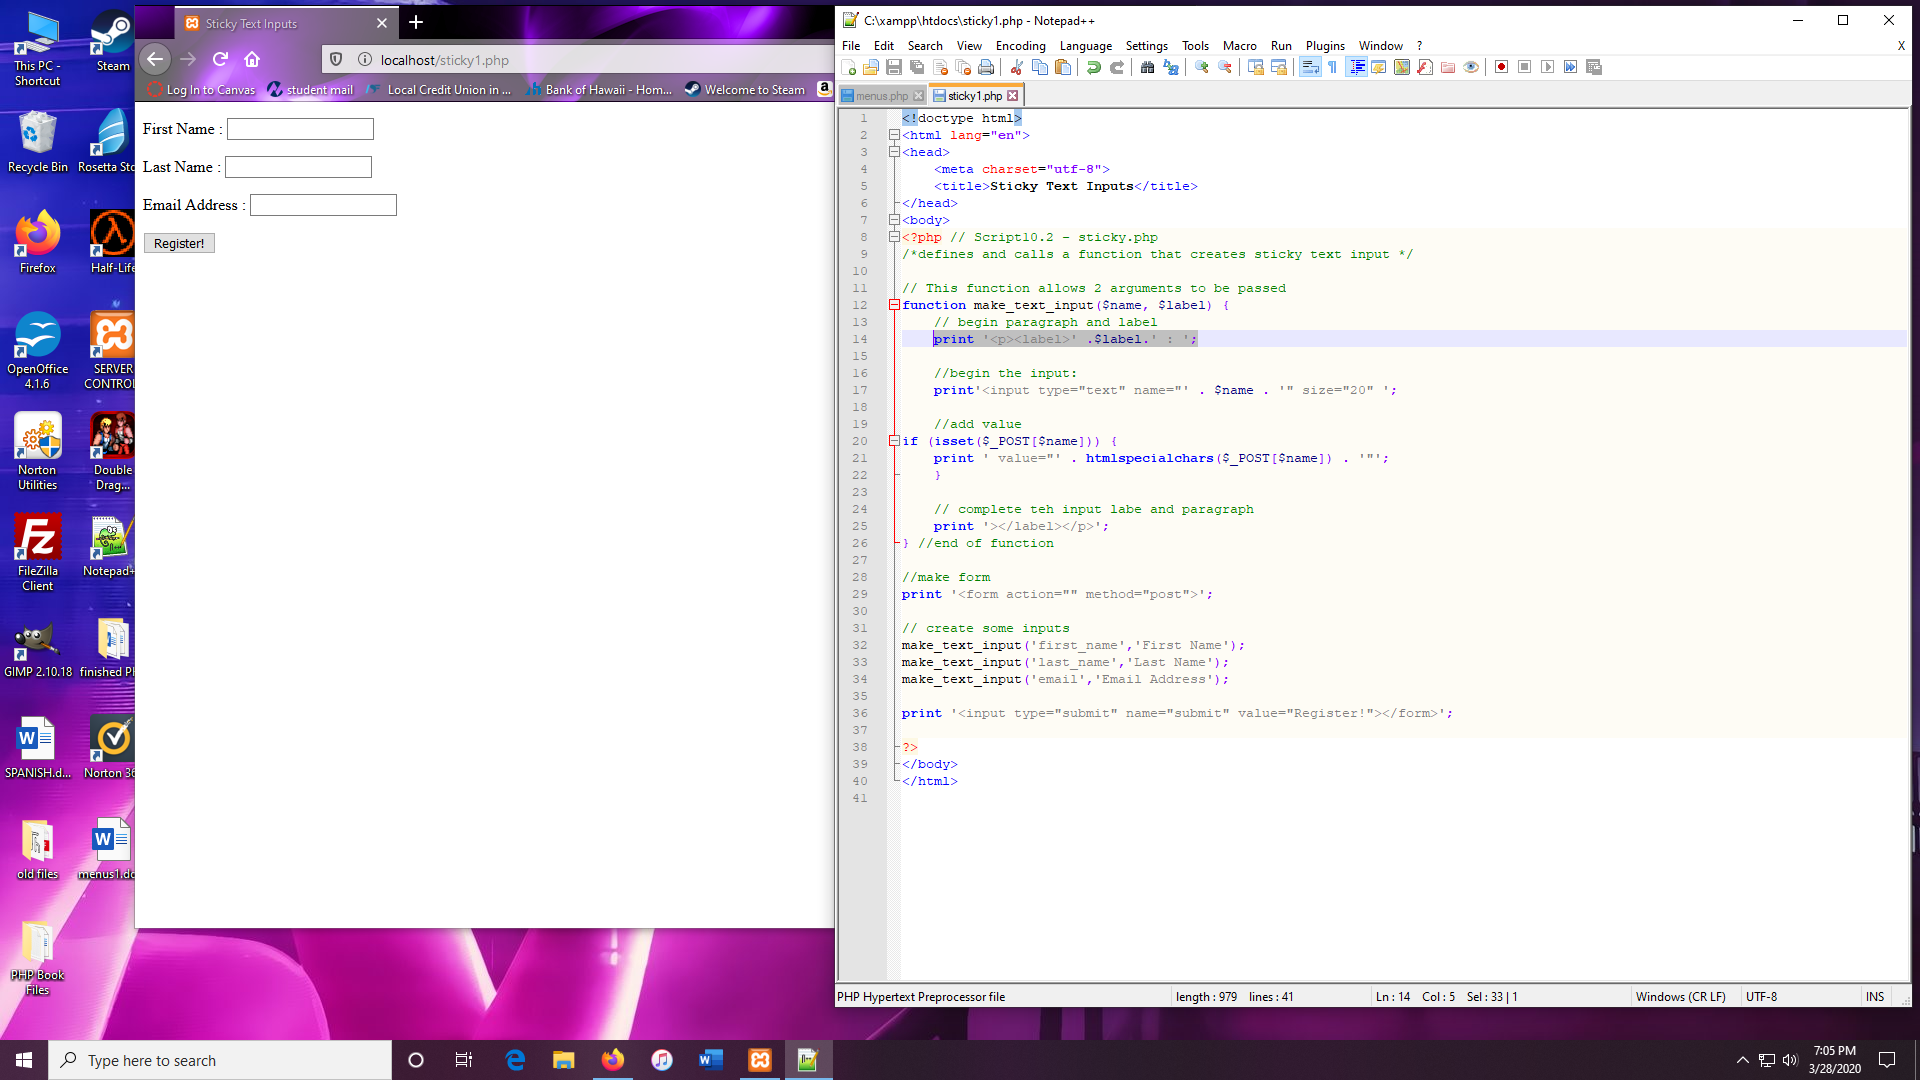 This PC - Shortcut
Steam
Recycle Bin
Rosetta Sto
Firefox
Half-Life
OpenOffice 4.1.6
SERVER CONTROL
Norton Utilities
Double Drag...
FileZilla Client
Notepad+
GIMP 2.10.18
finished PH
SPANISH.d...
Norton 36
old files
menus1.do
PHP Book Files
Sticky Text Inputs
localhost/sticky1.php
Log In to Canvas
student mail
Local Credit Union in ...
Bank of Hawaii - Hom...
Welcome to Steam
First Name :
Last Name :
Email Address :
Register!
C:\xampp\htdocs\sticky1.php - Notepad++
File Edit Search View Encoding Language Settings Tools Macro Run Plugins Window ? X
menus.php
sticky1.php
1 <!doctype html>
2 <html lang="en">
3 <head>
4 <meta charset="utf-8">
5 <title>Sticky Text Inputs</title>
6 </head>
7 <body>
8 <?php // Script10.2 - sticky.php
9 /*defines and calls a function that creates sticky text input */
10
11 // This function allows 2 arguments to be passed
12 function make_text_input($name, $label) {
13 // begin paragraph and label
14 print '<p><label>' .$label.' : ';
15
16 //begin the input:
17 print'<input type="text" name="' . $name . '" size="20" ';
18
19 //add value
20 if (isset($_POST[$name])) {
21 print ' value="' . htmlspecialchars($_POST[$name]) . '"';
22 }
23
24 // complete teh input labe and paragraph
25 print '></label></p>';
26 } //end of function
27
28 //make form
29 print '<form action="" method="post">';
30
31 // create some inputs
32 make_text_input('first_name','First Name');
33 make_text_input('last_name','Last Name');
34 make_text_input('email','Email Address');
35
36 print '<input type="submit" name="submit" value="Register!"></form>';
37
38 ?>
39 </body>
40 </html>
41
PHP Hypertext Preprocessor file length : 979 lines : 41 Ln : 14 Col : 5 Sel : 33 | 1 Windows (CR LF) UTF-8 INS
Type here to search
7:05 PM
3/28/2020